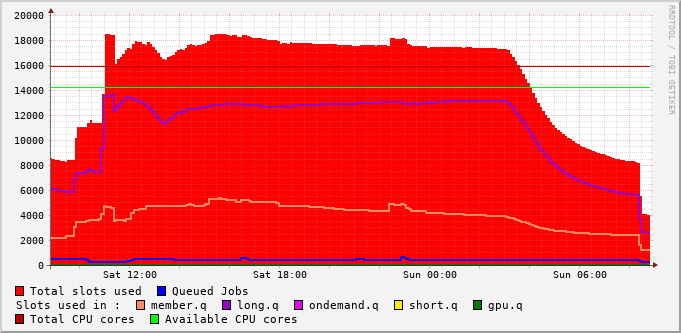 20000
18000
16000
14000
12000
10000
8000
6000
4000
2000
0
Sat 12:00 Sat 18:00 Sun 00:00 Sun 06:00
RRDTOOL / TOBI OETIKER
Total slots used Queued Jobs
Slots used in : member.q long.q ondemand.q short.q gpu.q
Total CPU cores Available CPU cores